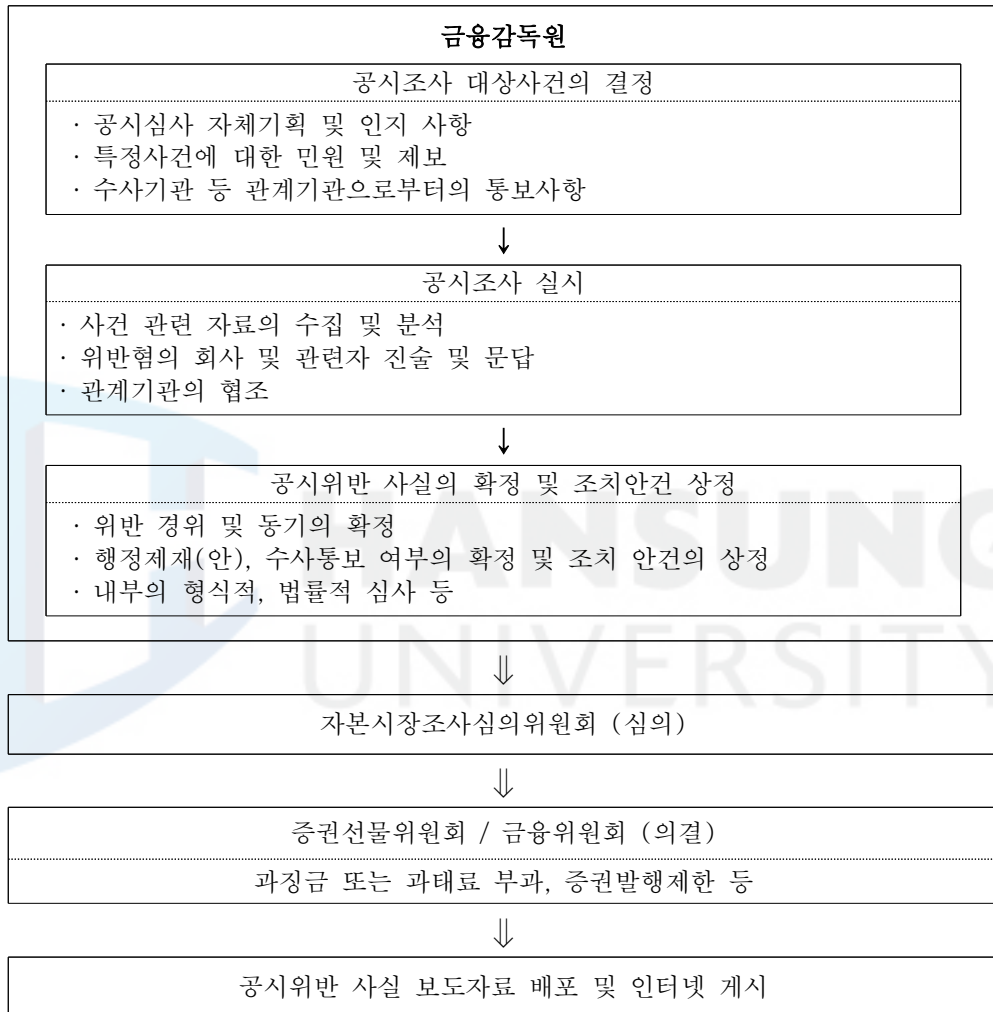 금융감독원
공시조사 대상사건의 결정
· 공시심사 자체기획 및 인지 사항
· 특정사건에 대한 민원 및 제보
· 수사기관 등 관계기관으로부터의 통보사항
↓
공시조사 실시
· 사건 관련 자료의 수집 및 분석
· 위반혐의 회사 및 관련자 진술 및 문답
· 관계기관의 협조
↓
공시위반 사실의 확정 및 조치안건 상정
· 위반 경위 및 동기의 확정
· 행정제재(안), 수사통보 여부의 확정 및 조치 안건의 상정
· 내부의 형식적, 법률적 심사 등
HANSUNG
UNIVERSITY
⇓
자본시장조사심의위원회 (심의)
⇓
증권선물위원회 / 금융위원회 (의결)
과징금 또는 과태료 부과, 증권발행제한 등
⇓
공시위반 사실 보도자료 배포 및 인터넷 게시